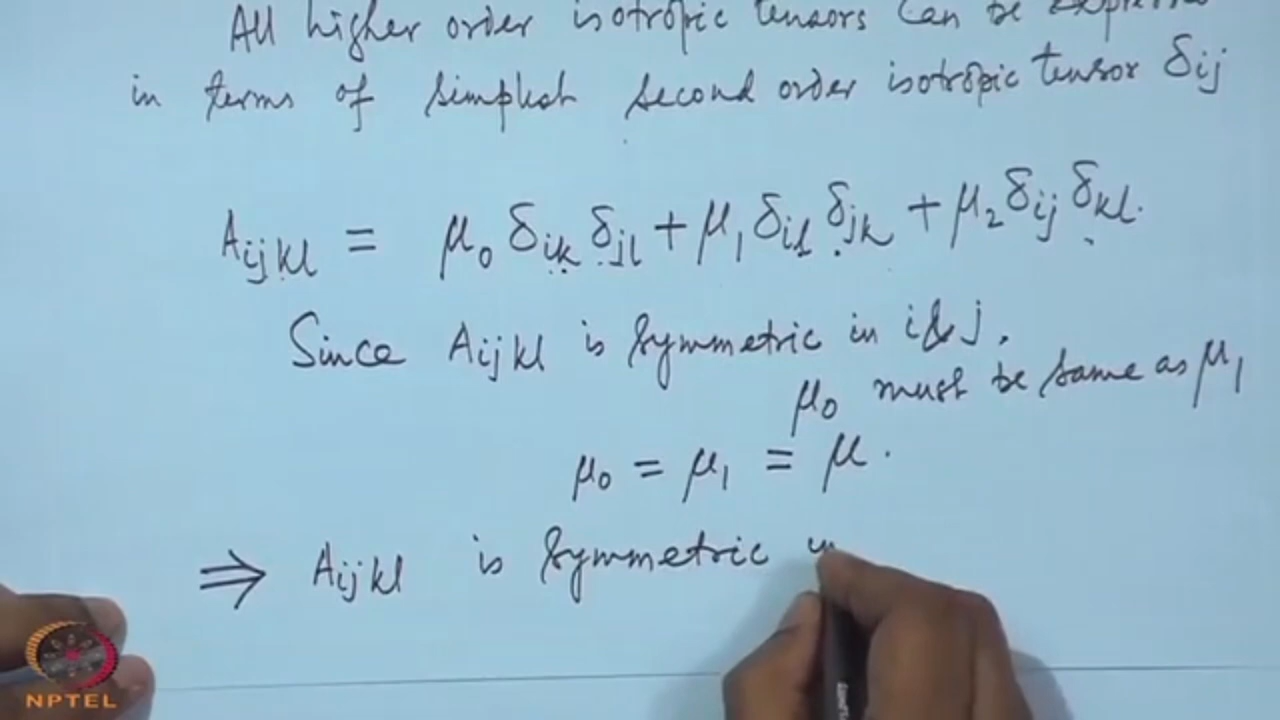 All higher order isotropic tensors can be
in terms of simplest second order isotropic tensor δij
Aijkl = μ0 δik δjl + μ1 δil δjk + μ2 δij δkl.
Since Aijkl is symmetric in i & j.
μ0 must be same as μ1
μ0 = μ1 = μ.
⇒ Aijkl is symmetric
NPTEL